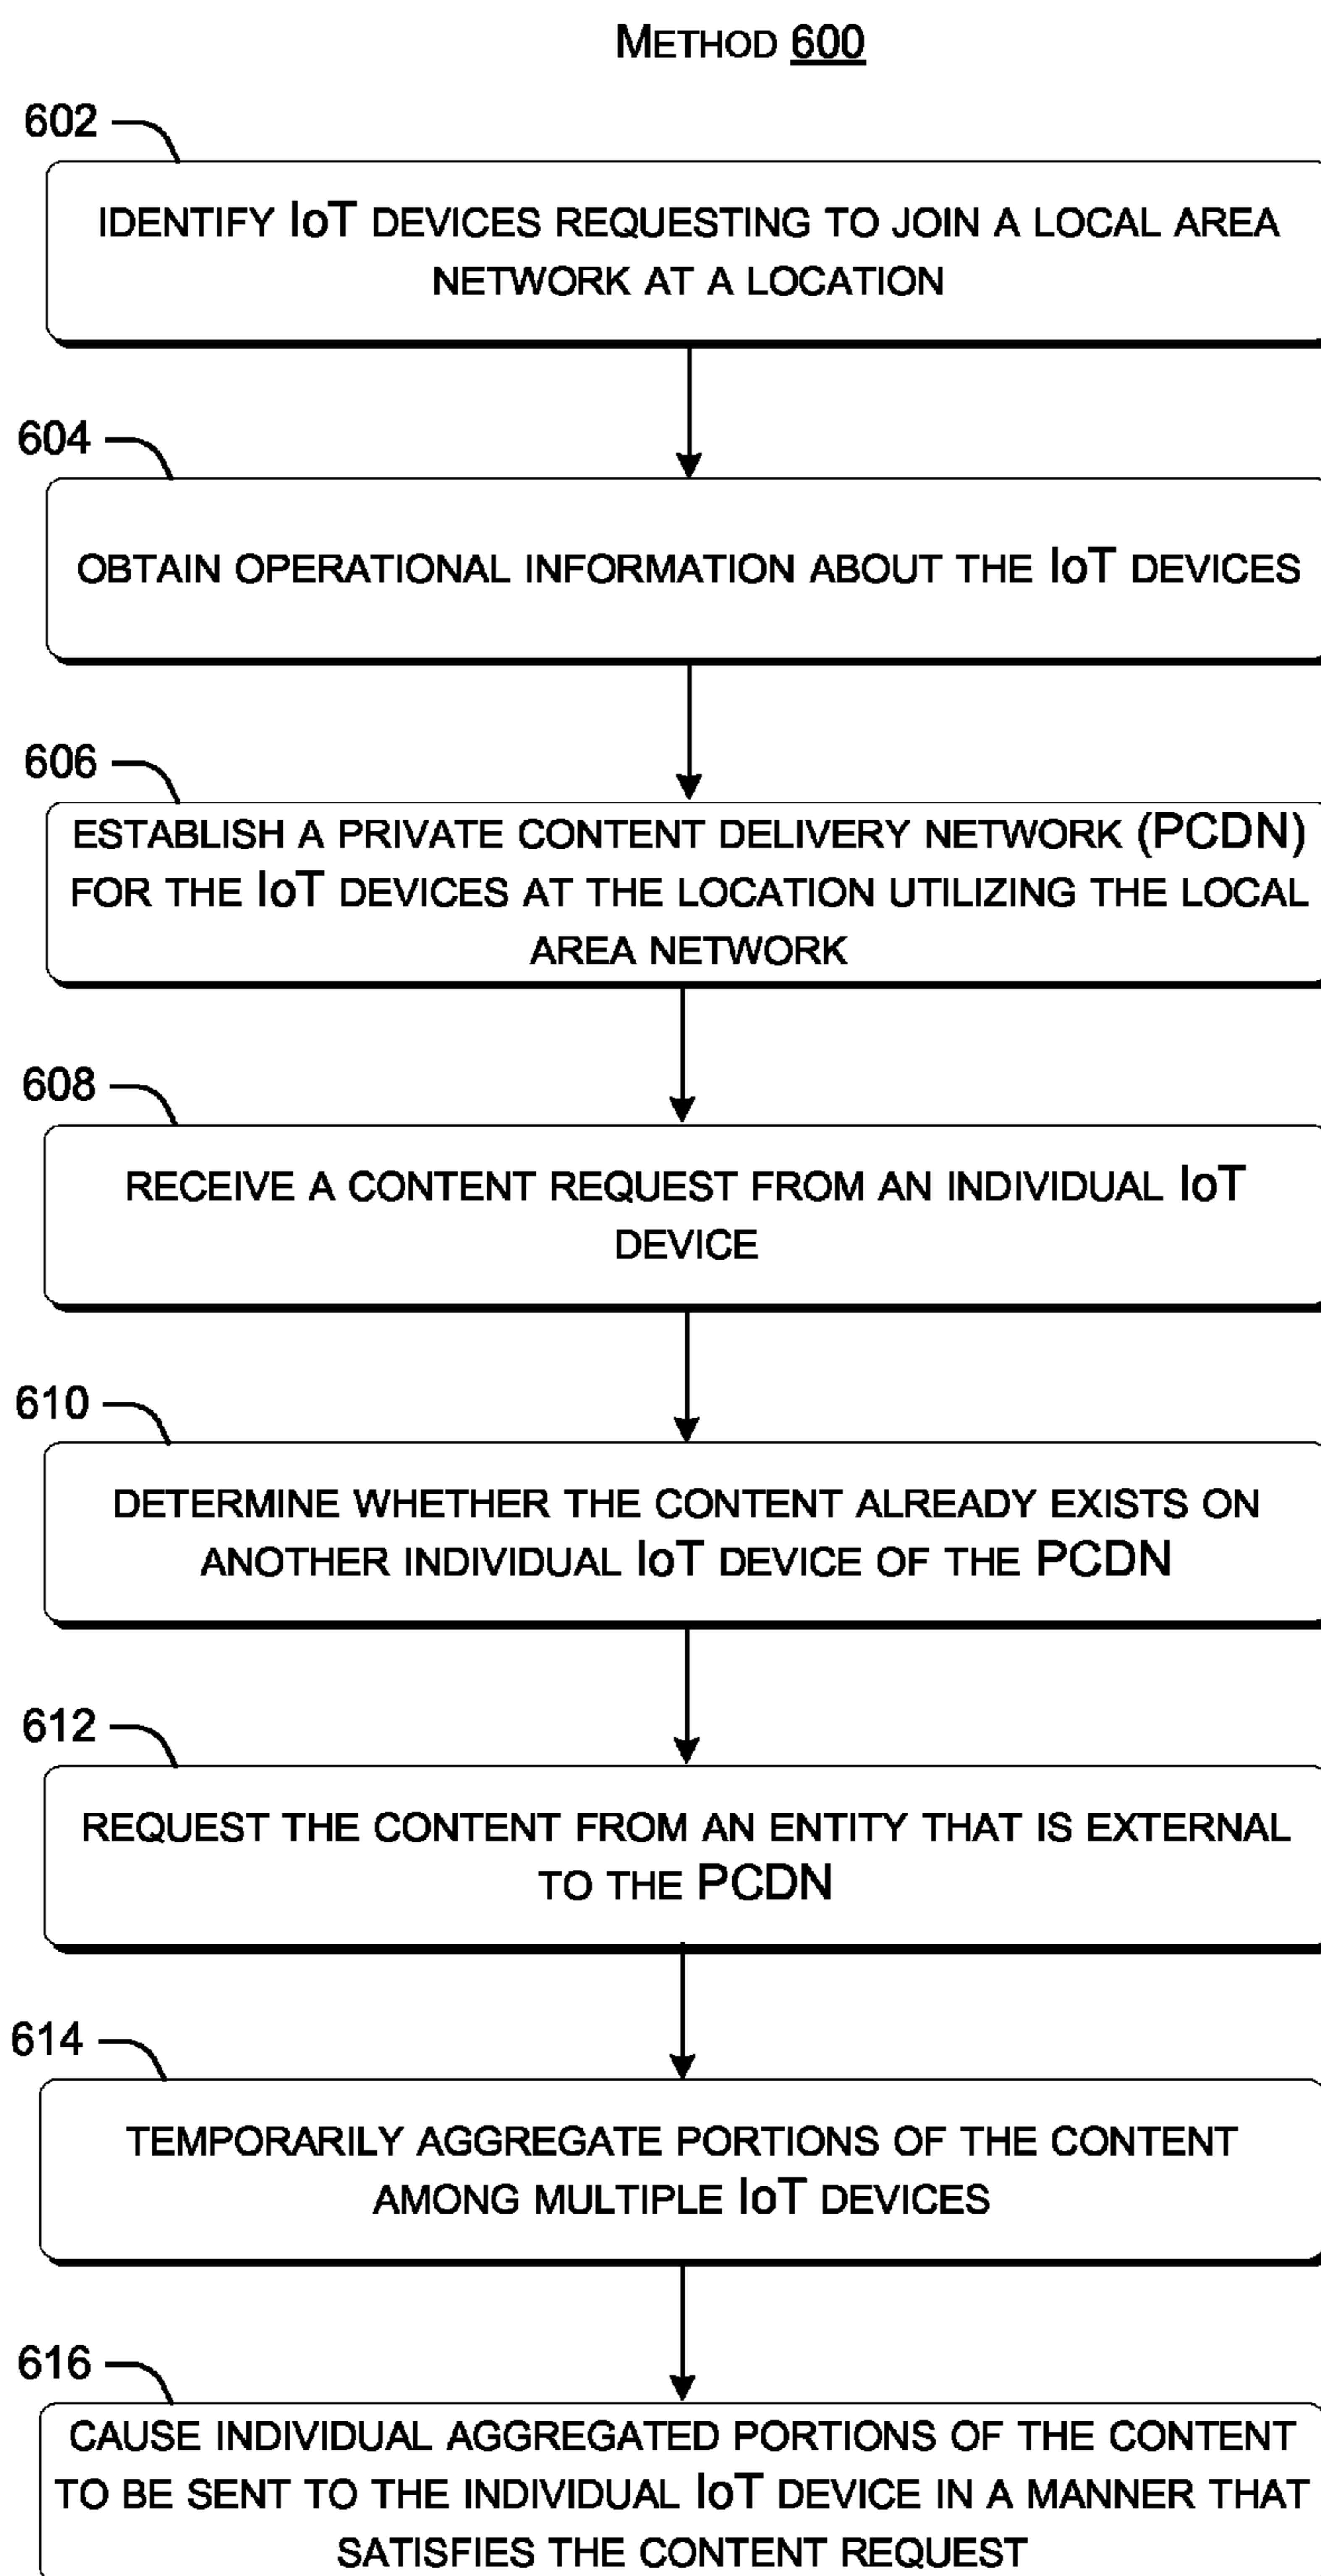 METHOD 600
602
IDENTIFY IoT DEVICES REQUESTING TO JOIN A LOCAL AREA
NETWORK AT A LOCATION
604
OBTAIN OPERATIONAL INFORMATION ABOUT THE IoT DEVICES
606
ESTABLISH A PRIVATE CONTENT DELIVERY NETWORK (PCDN)
FOR THE IoT DEVICES AT THE LOCATION UTILIZING THE LOCAL
AREA NETWORK
608
RECEIVE A CONTENT REQUEST FROM AN INDIVIDUAL IoT
DEVICE
610
DETERMINE WHETHER THE CONTENT ALREADY EXISTS ON
ANOTHER INDIVIDUAL IoT DEVICE OF THE PCDN
612
REQUEST THE CONTENT FROM AN ENTITY THAT IS EXTERNAL
TO THE PCDN
614
TEMPORARILY AGGREGATE PORTIONS OF THE CONTENT
AMONG MULTIPLE IoT DEVICES
616
CAUSE INDIVIDUAL AGGREGATED PORTIONS OF THE CONTENT
TO BE SENT TO THE INDIVIDUAL IoT DEVICE IN A MANNER THAT
SATISFIES THE CONTENT REQUEST